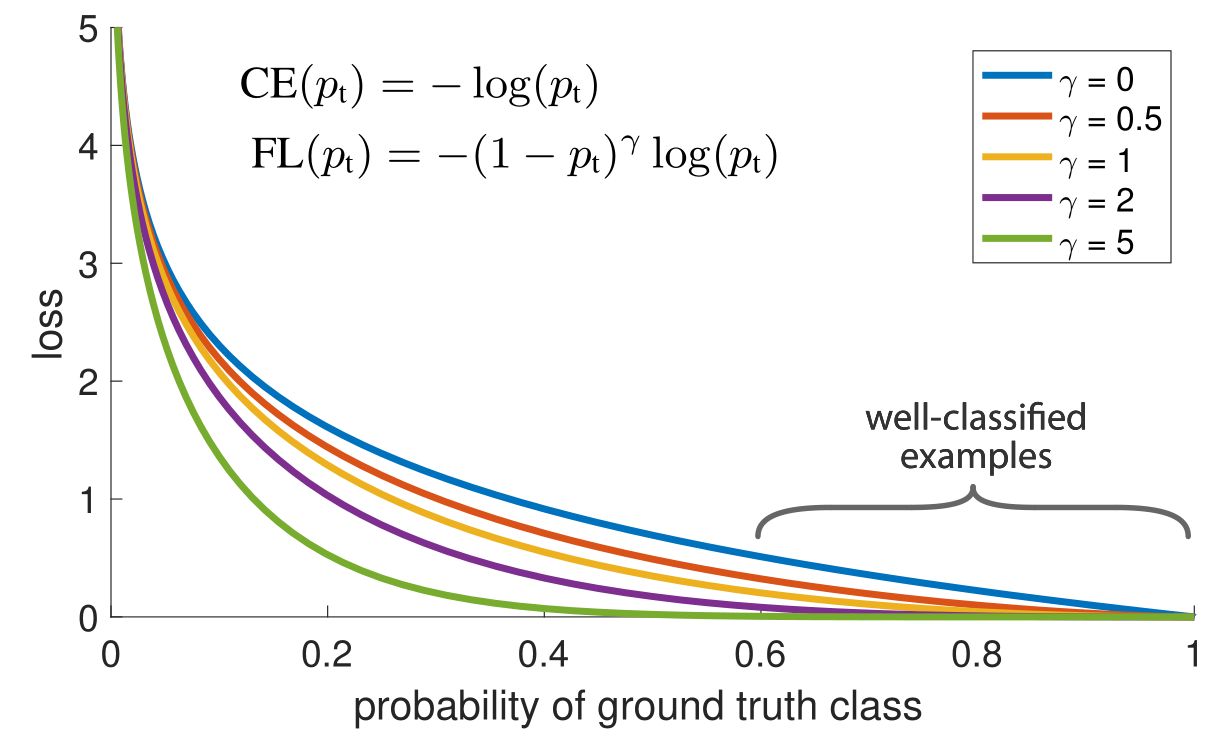 5
4
3
2
1
0
loss
CE(pₜ) = − log(pₜ)
FL(pₜ) = −(1 − pₜ)^γ log(pₜ)
γ = 0
γ = 0.5
γ = 1
γ = 2
γ = 5
well-classified
examples
0 0.2 0.4 0.6 0.8 1
probability of ground truth class